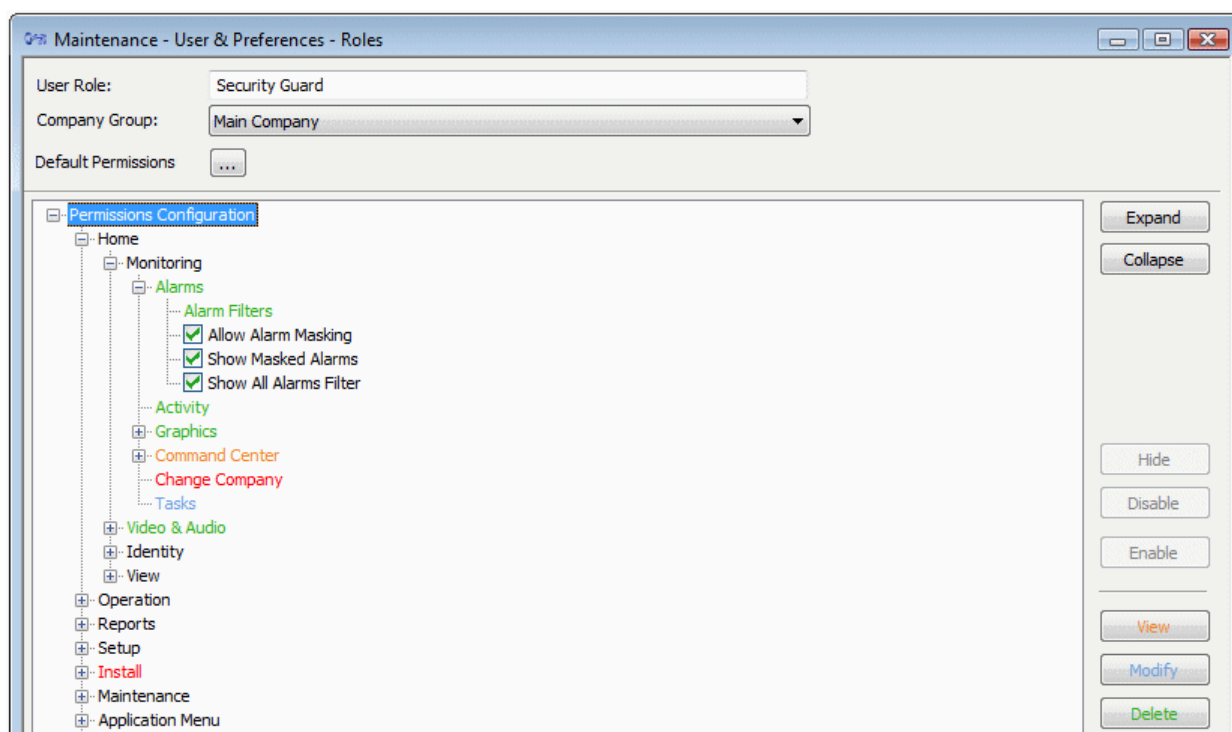 Maintenance - User & Preferences - Roles
User Role: Security Guard
Company Group: Main Company
Default Permissions ...
Permissions Configuration
Expand
Home
Monitoring
Collapse
Alarms
Alarm Filters
Allow Alarm Masking
Show Masked Alarms
Show All Alarms Filter
Activity
Graphics
Command Center
Hide
Change Company
Tasks
Disable
Video & Audio
Identity
Enable
View
Operation
Reports
View
Setup
Install
Modify
Maintenance
Application Menu
Delete